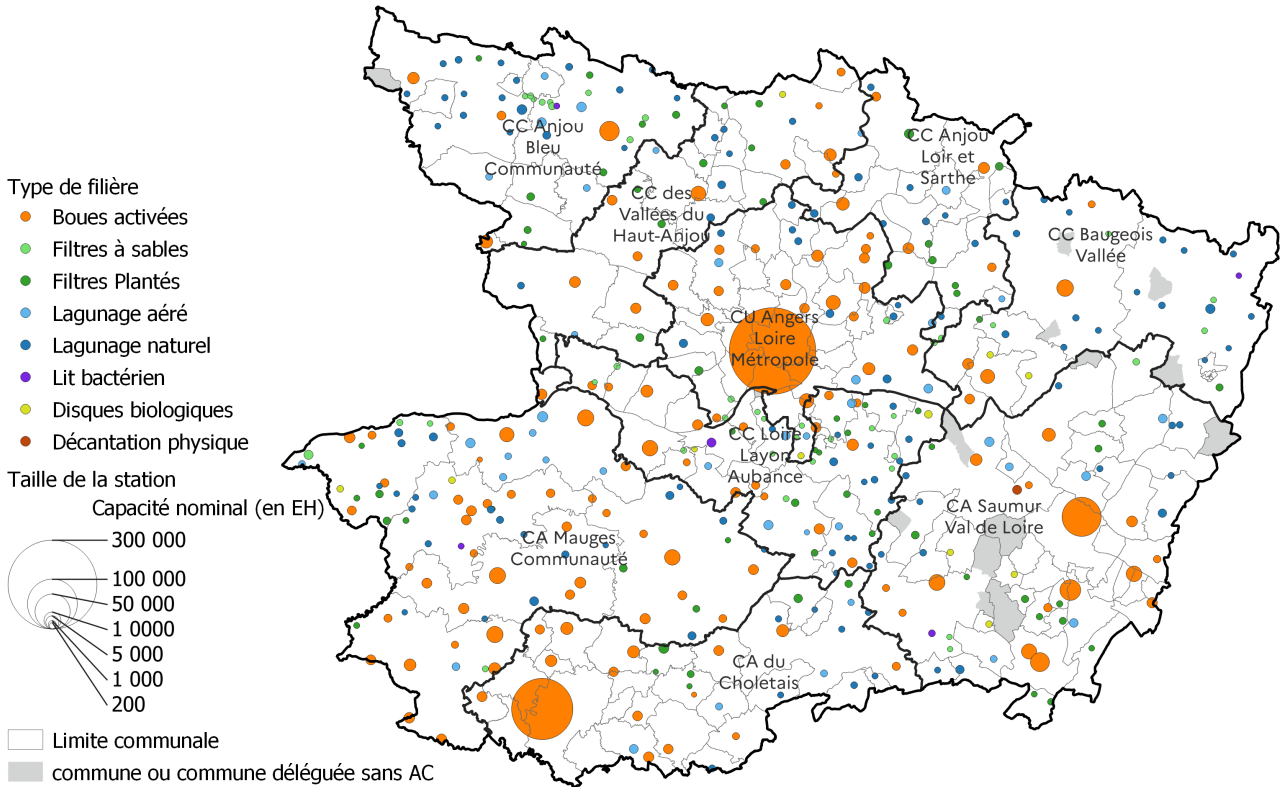 Type de filière
Boues activées
Filtres à sables
Filtres Plantés
Lagunage aéré
Lagunage naturel
Lit bactérien
Disques biologiques
Décantation physique
Taille de la station
Capacité nominal (en EH)
300 000
100 000
50 000
1 0000
5 000
1 000
200
Limite communale
commune ou commune déléguée sans AC
CC Anjou
Bleu
Communauté
CC des
Vallées du
Haut-Anjou
CC Anjou
Loir et
Sarthe
CC Baugeois
Vallée
CU Angers
Loire
Métropole
CC Loire
Layon
Aubance
CA Saumur
Val de Loire
CA Mauges
Communauté
CA du
Choletais